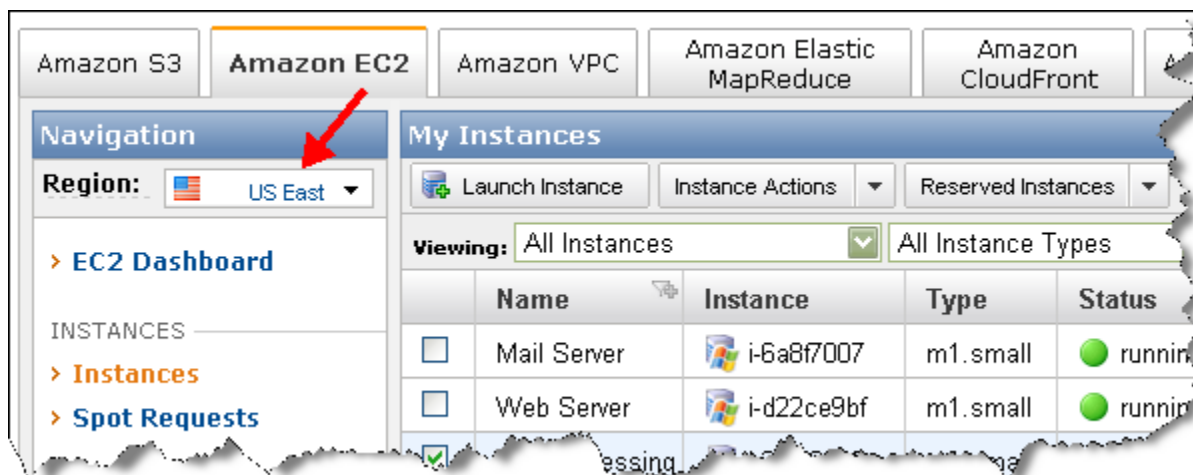 Amazon S3
Amazon EC2
Amazon VPC
Amazon Elastic
MapReduce
Amazon
CloudFront
Navigation
Region: US East
> EC2 Dashboard
INSTANCES
> Instances
> Spot Requests
My Instances
Launch Instance Instance Actions Reserved Instances
Viewing: All Instances All Instance Types
Name Instance Type Status
Mail Server i-6a8f7007 m1.small
Web Server i-d22ce9bf m1.small